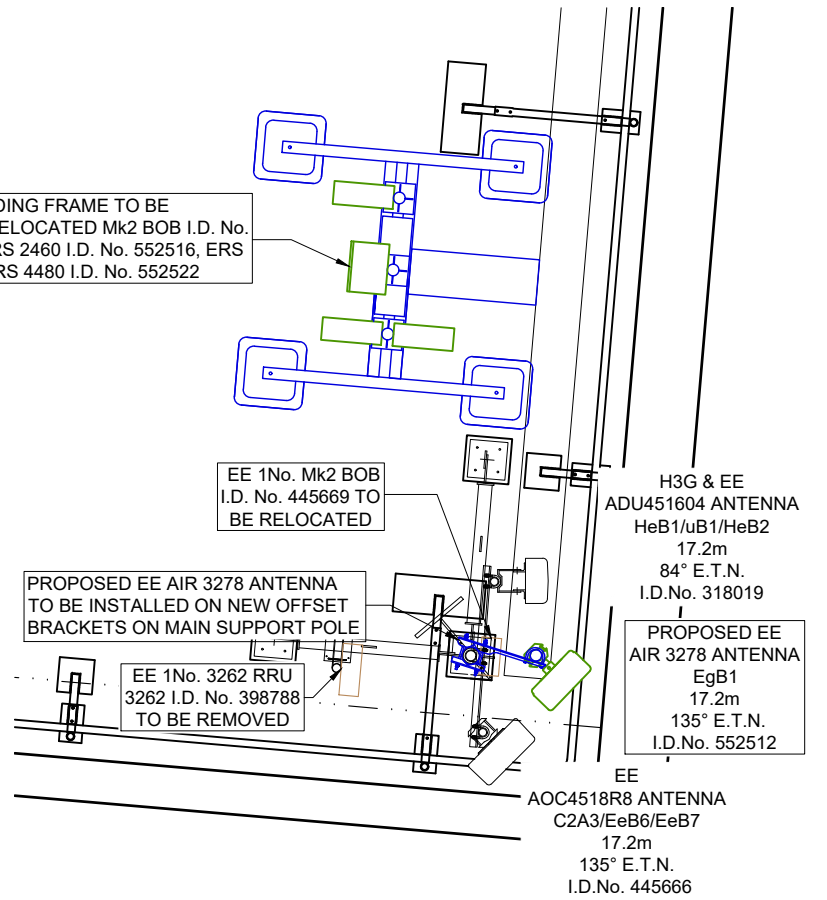 DING FRAME TO BE
ELOCATED Mk2 BOB I.D. No.
RS 2460 I.D. No. 552516, ERS
RS 4480 I.D. No. 552522
EE 1No. Mk2 BOB
I.D. No. 445669 TO
BE RELOCATED
H3G & EE
ADU451604 ANTENNA
HeB1/uB1/HeB2
17.2m
84° E.T.N.
I.D.No. 318019
PROPOSED EE AIR 3278 ANTENNA
TO BE INSTALLED ON NEW OFFSET
BRACKETS ON MAIN SUPPORT POLE
PROPOSED EE
AIR 3278 ANTENNA
EgB1
17.2m
135° E.T.N.
I.D.No. 552512
EE 1No. 3262 RRU
3262 I.D. No. 398788
TO BE REMOVED
EE
AOC4518R8 ANTENNA
C2A3/EeB6/EeB7
17.2m
135° E.T.N.
I.D.No. 445666